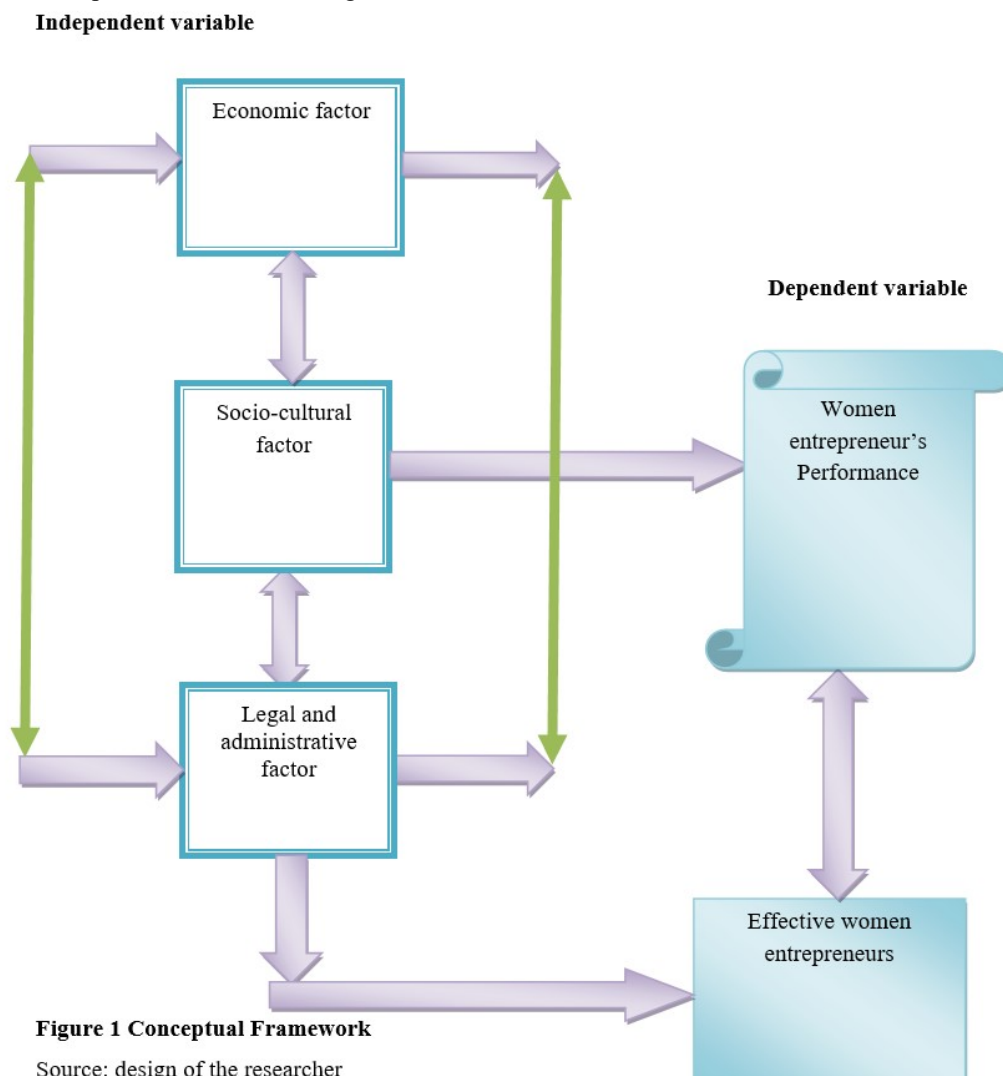 Independent variable
Economic factor
Dependent variable
Socio-cultural
factor
Women
entrepreneur’s
Performance
Legal and
administrative
factor
Effective women
entrepreneurs
Figure 1 Conceptual Framework
Source: design of the researcher